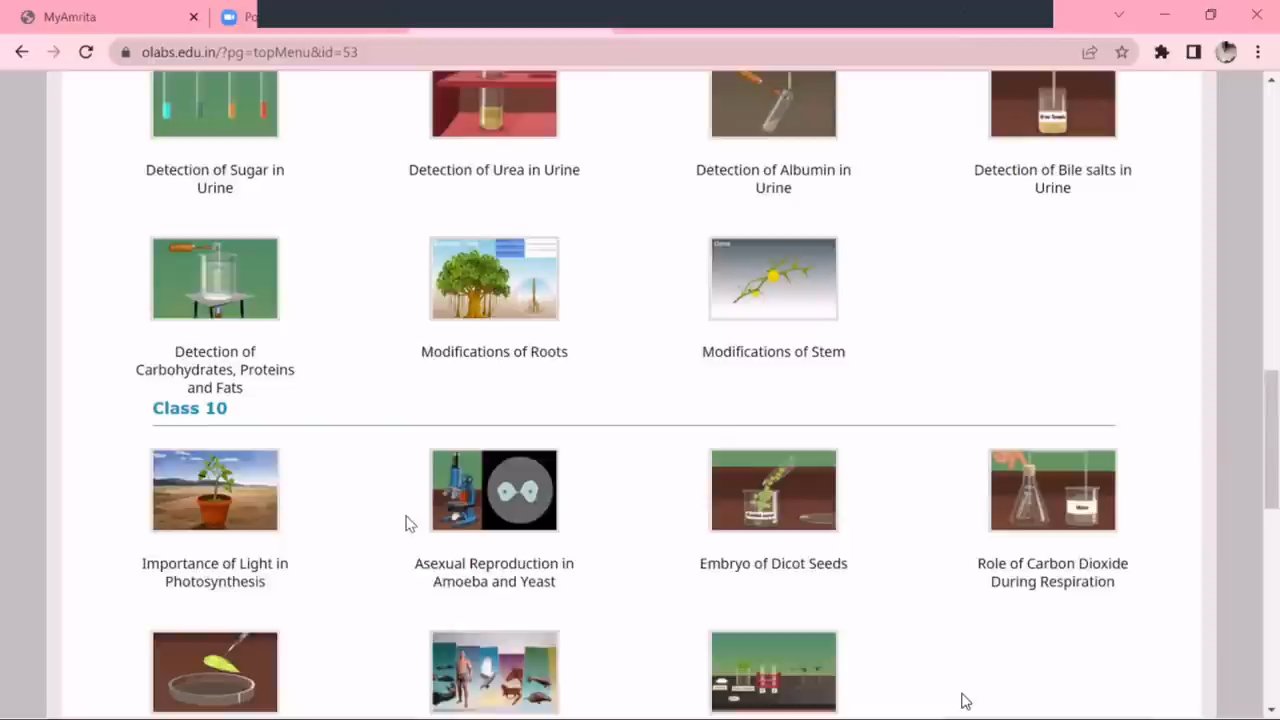 MyAmrita
olabs.edu.in/?pg=topMenu&id=53
Detection of Sugar in
Urine
Detection of Urea in Urine
Detection of Albumin in
Urine
Detection of Bile salts in
Urine
Detection of
Carbohydrates, Proteins
and Fats
Modifications of Roots
Modifications of Stem
Class 10
Importance of Light in
Photosynthesis
Asexual Reproduction in
Amoeba and Yeast
Embryo of Dicot Seeds
Role of Carbon Dioxide
During Respiration